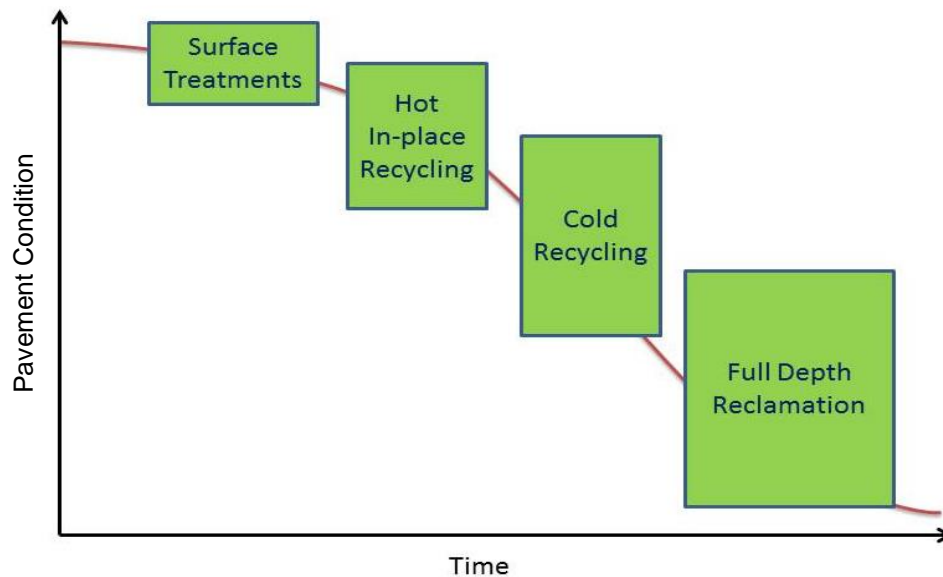 Surface
Treatments
Hot
In-place
Recycling
Cold
Recycling
Full Depth
Reclamation
Pavement Condition
Time